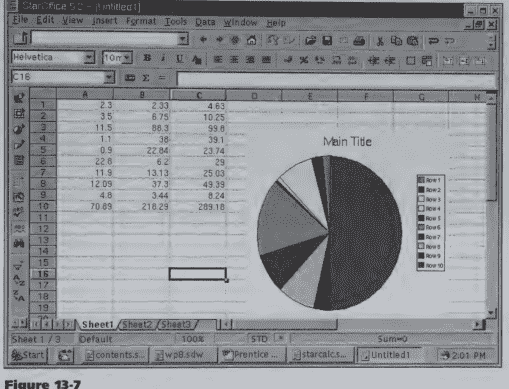 StarOffice 5.2 - [Untitled1]
File Edit View Insert Format Tools Data Window Help
Helvetica 10 B i U A
C16 Σ =
A B C D E F G H
1 2.3 2.33 4.63
2 3.5 6.75 10.25
3 11.5 88.3 99.8
4 1.1 38 39.1
5 0.9 22.84 23.74
6 22.8 6.2 29
7 11.9 13.13 25.03
8 12.09 37.3 49.39
9 4.8 3.44 8.24
10 70.89 218.29 289.18
11
12
13
14
15
16
17
18
19
Main Title
Row 1
Row 2
Row 3
Row 4
Row 5
Row 6
Row 7
Row 8
Row 9
Row 10
Sheet1 Sheet2 Sheet3
Sheet 1 / 3 Default 100% STD Sum=0
Start contents.s... wp8.sdw Prentice ... starcalc.s... Untitled1 2:01 PM
Figure 13-7